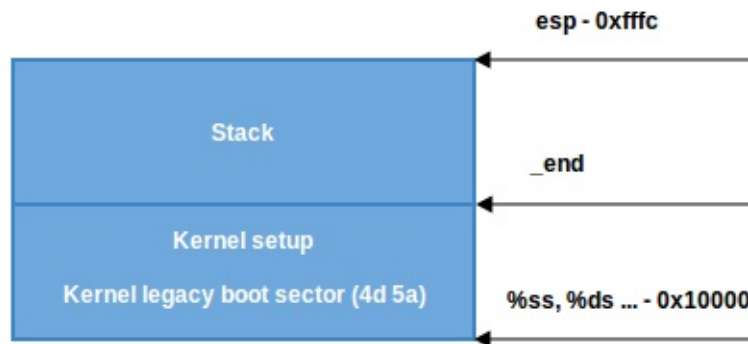 esp - 0xfffc
Stack
_end
Kernel setup
Kernel legacy boot sector (4d 5a)
%ss, %ds ... - 0x10000